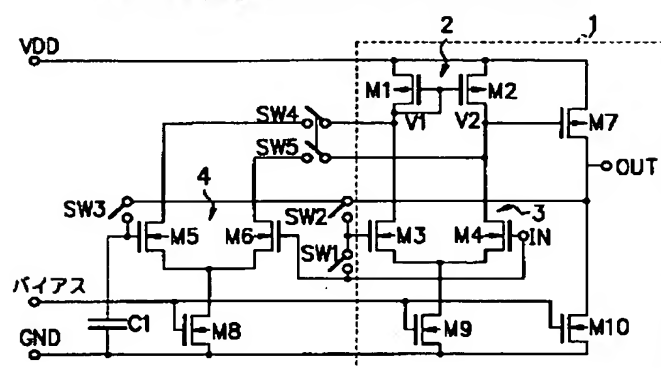 1
VDD
2
M1
M2
SW4
V1
V2
M7
SW5
OUT
4
SW3
SW2
3
M5
M6
SW1
M3
M4
IN
バイアス
C1
M8
M9
M10
GND